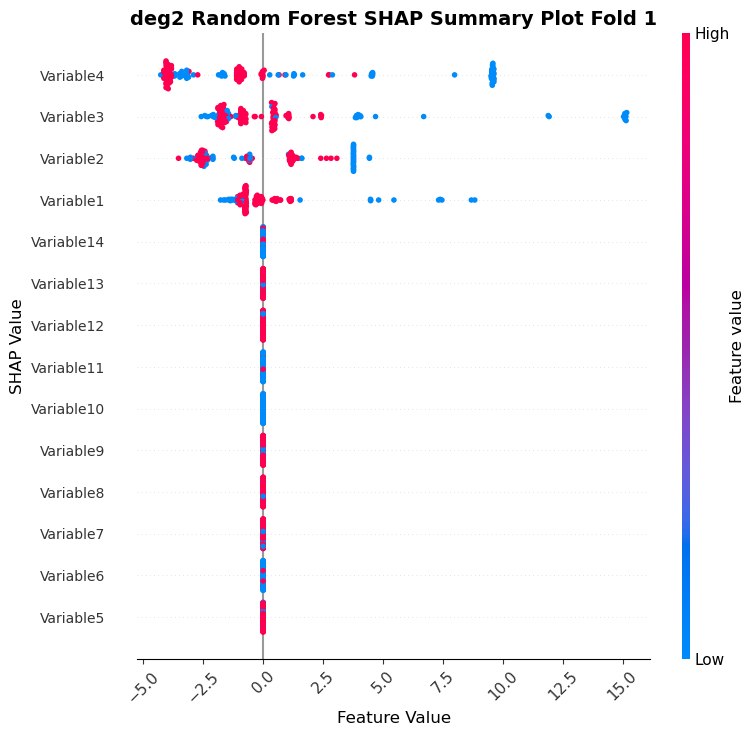 deg2 Random Forest SHAP Summary Plot Fold 1
High
Variable4
Variable3
Variable2
Variable1
Variable14
Variable13
Variable12
Variable11
Variable10
Variable9
Variable8
Variable7
Variable6
Variable5
SHAP Value
Feature value
Low
−5.0
−2.5
0.0
2.5
5.0
7.5
10.0
12.5
15.0
Feature Value